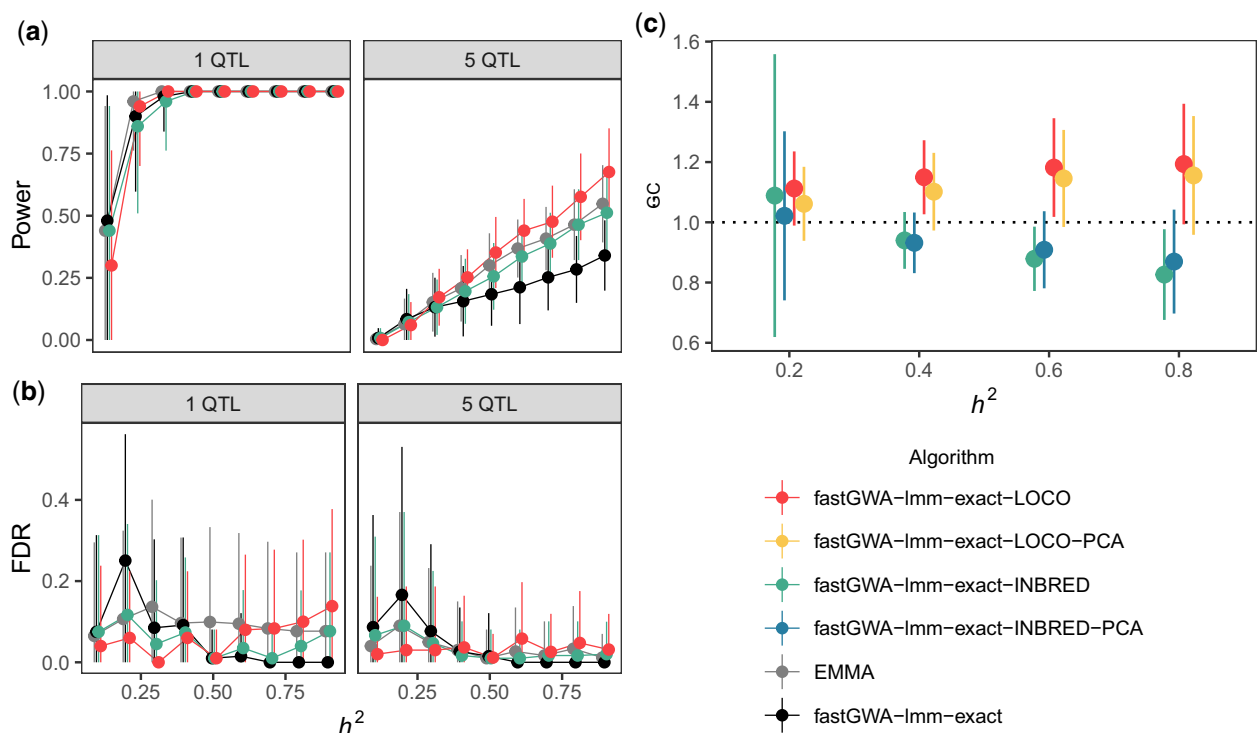 (a)
1 QTL
5 QTL
Power
1.00
0.75
0.50
0.25
0.00
(b)
1 QTL
5 QTL
FDR
0.4
0.2
0.0
0.25
0.50
0.75
0.25
0.50
0.75
h²
(c)
GC
1.6
1.4
1.2
1.0
0.8
0.6
0.2
0.4
0.6
0.8
h²
Algorithm
fastGWA−lmm−exact−LOCO
fastGWA−lmm−exact−LOCO−PCA
fastGWA−lmm−exact−INBRED
fastGWA−lmm−exact−INBRED−PCA
EMMA
fastGWA−lmm−exact